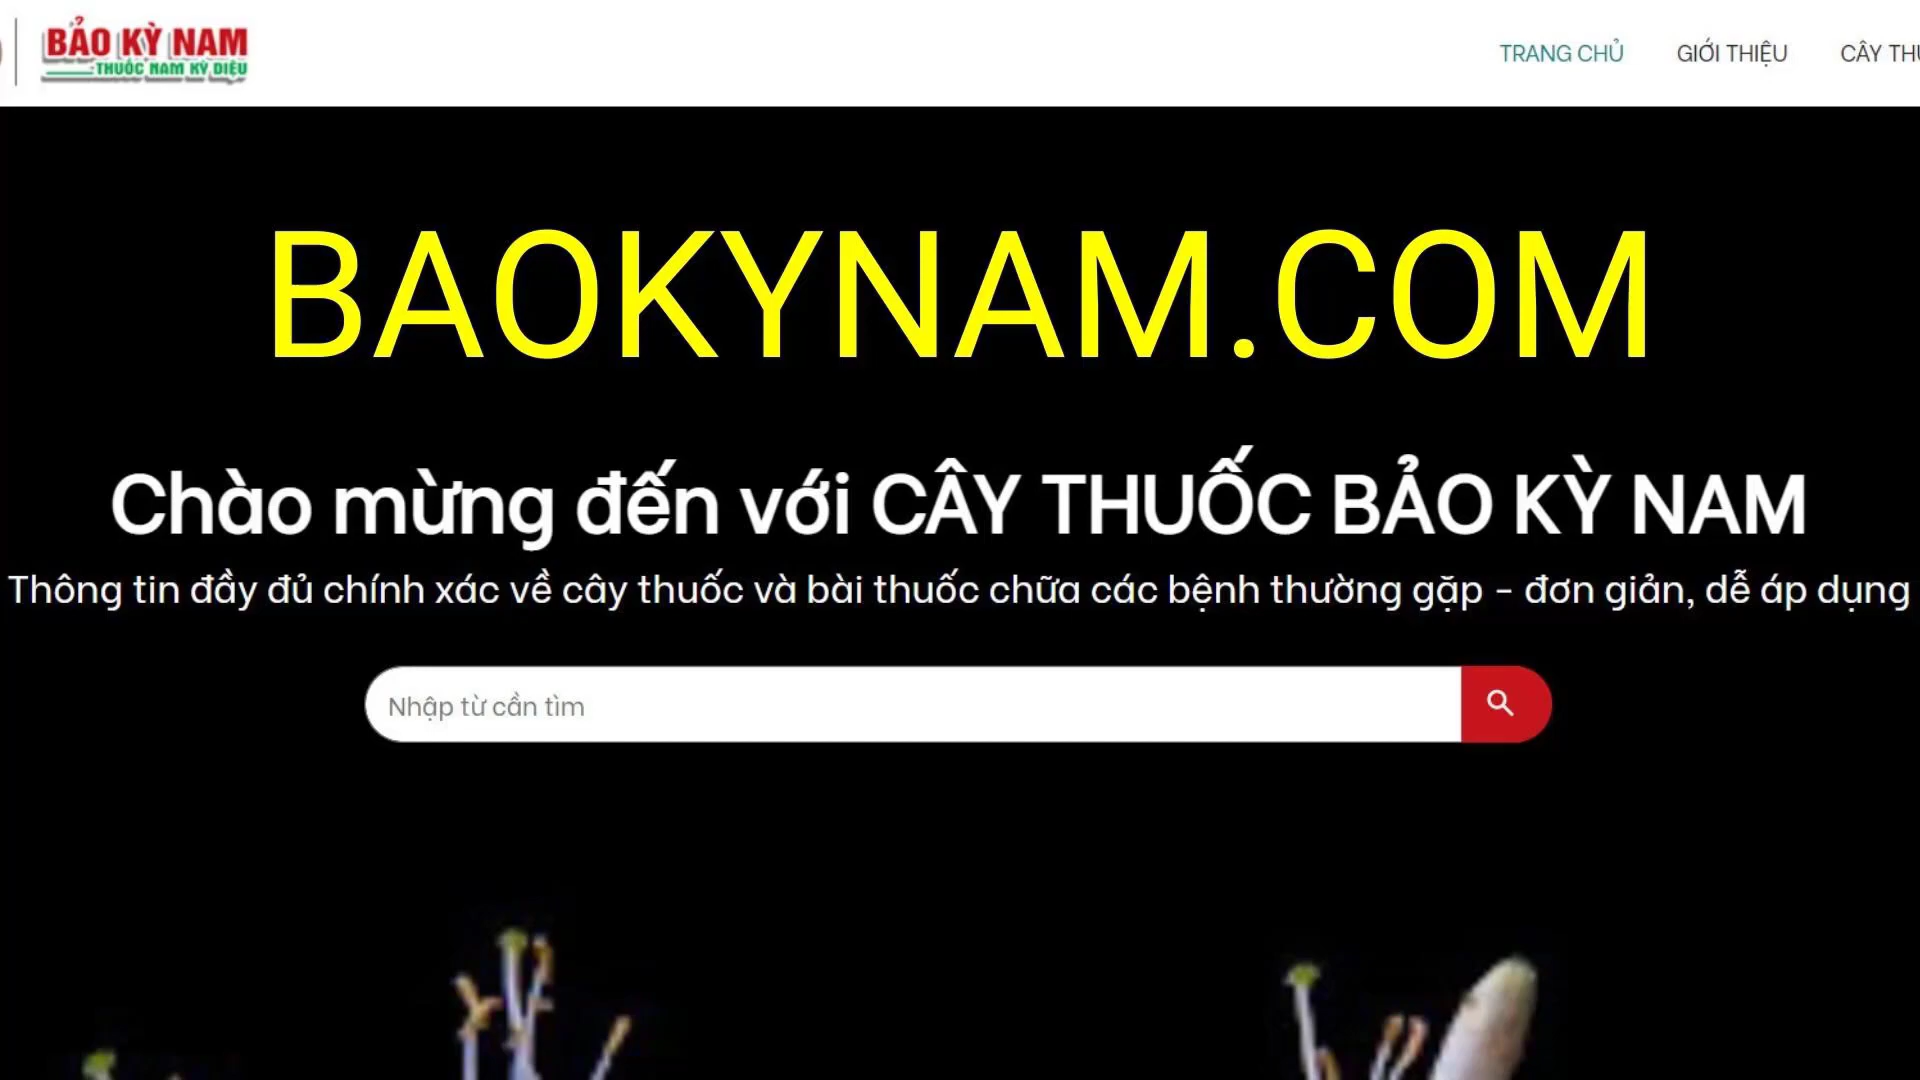 BẢO KỲ NAM
THUỐC NAM KỲ DIỆU
TRANG CHỦ
GIỚI THIỆU
CÂY
BAOKYNAM.COM
Chào mừng đến với CÂY THUỐC BẢO KỲ NAM
Thông tin đầy đủ chính xác về cây thuốc và bài thuốc chữa các bệnh thường gặp - đơn giản, dễ áp dụng
Nhập từ cần tìm